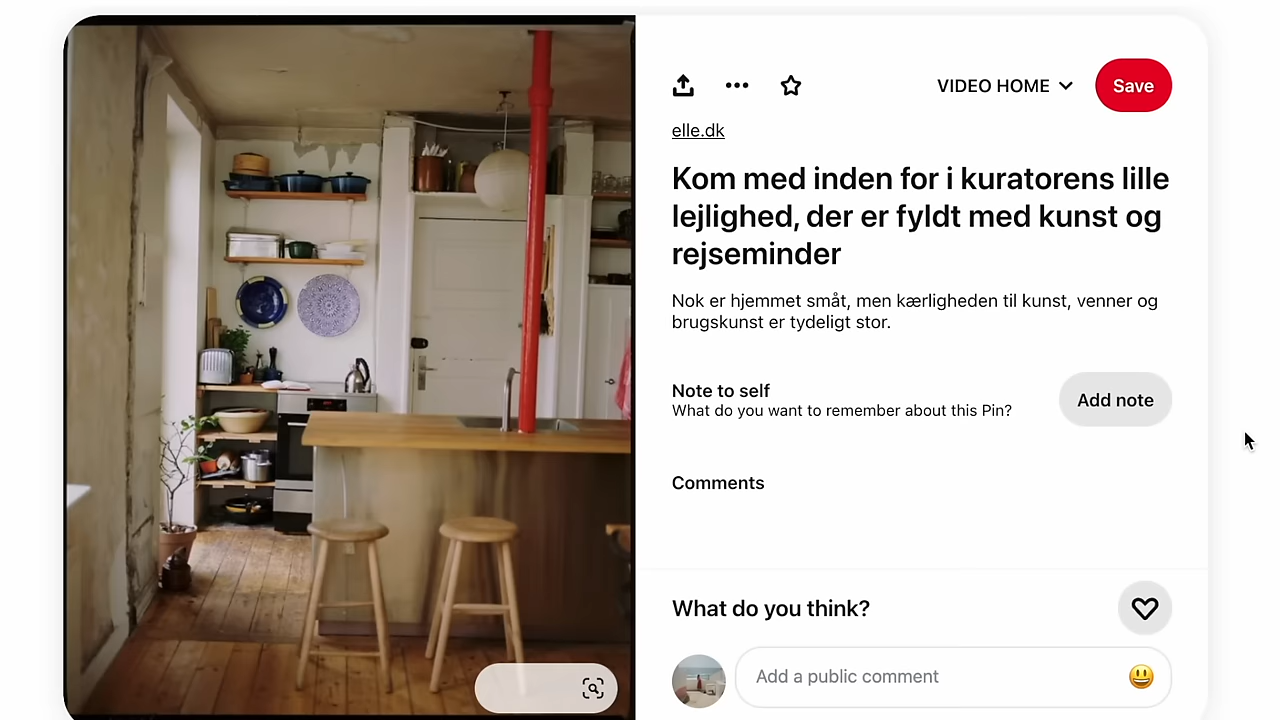 VIDEO HOME
Save
elle.dk
Kom med inden for i kuratorens lille
lejlighed, der er fyldt med kunst og
rejseminder
Nok er hjemmet småt, men kærligheden til kunst, venner og
brugskunst er tydeligt stor.
Note to self
What do you want to remember about this Pin?
Add note
Comments
What do you think?
Add a public comment